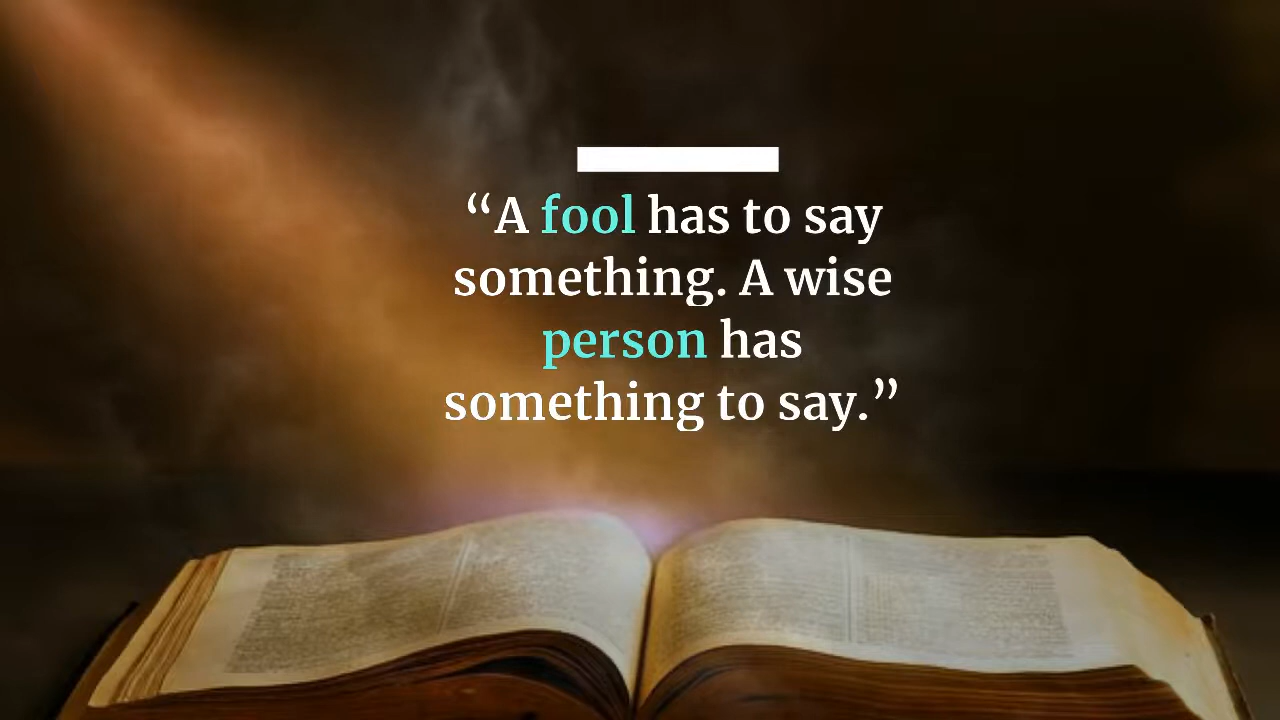 “A fool has to say
something. A wise
person has
something to say.”